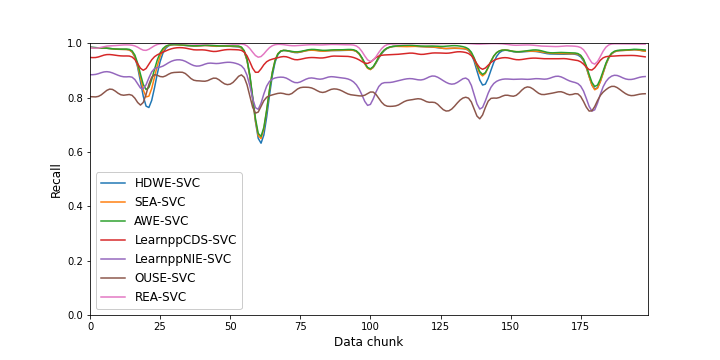 1.0
0.8
0.6
0.4
0.2
0.0
Recall
HDWE-SVC
SEA-SVC
AWE-SVC
LearnppCDS-SVC
LearnppNIE-SVC
OUSE-SVC
REA-SVC
0 25 50 75 100 125 150 175
Data chunk